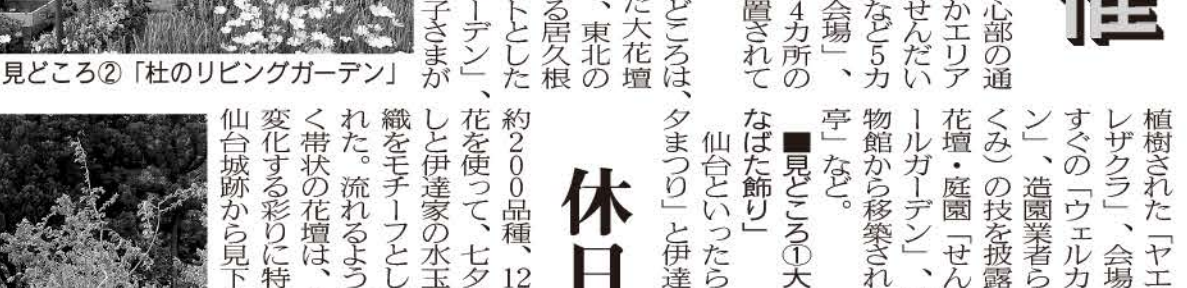 催
心部の通
かエリア
せんだい
など5カ
会場」、
4カ所の
置されて
どころは、
た大花壇
、東北の
る居久根
トとした
ーデン」、
子さまが
見どころ②「杜のリビングガーデン」
植樹された「ヤエ
レザクラ」、会場
すぐの「ウェルカ
ン」、造園業者ら
くみ）の技を披露
花壇・庭園「せん
ールガーデン」、
物館から移築され
亭」など。
■見どころ①大
なばた飾り」
仙台といったら
夕まつり」と伊達
休日
約200品種、12
花を使って、七夕
しと伊達家の水玉
織をモチーフとし
れた。流れるよう
く帯状の花壇は、
変化する彩りに特
仙台城跡から見下